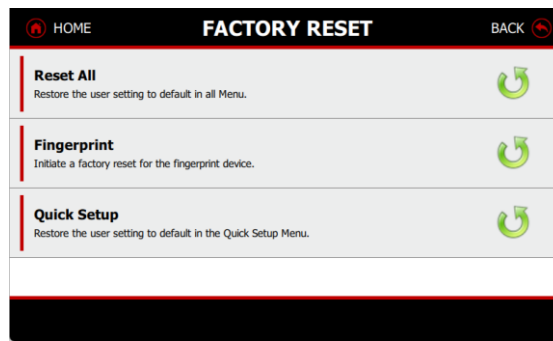 HOME FACTORY RESET BACK
Reset All
Restore the user setting to default in all Menu.
Fingerprint
Initiate a factory reset for the fingerprint device.
Quick Setup
Restore the user setting to default in the Quick Setup Menu.